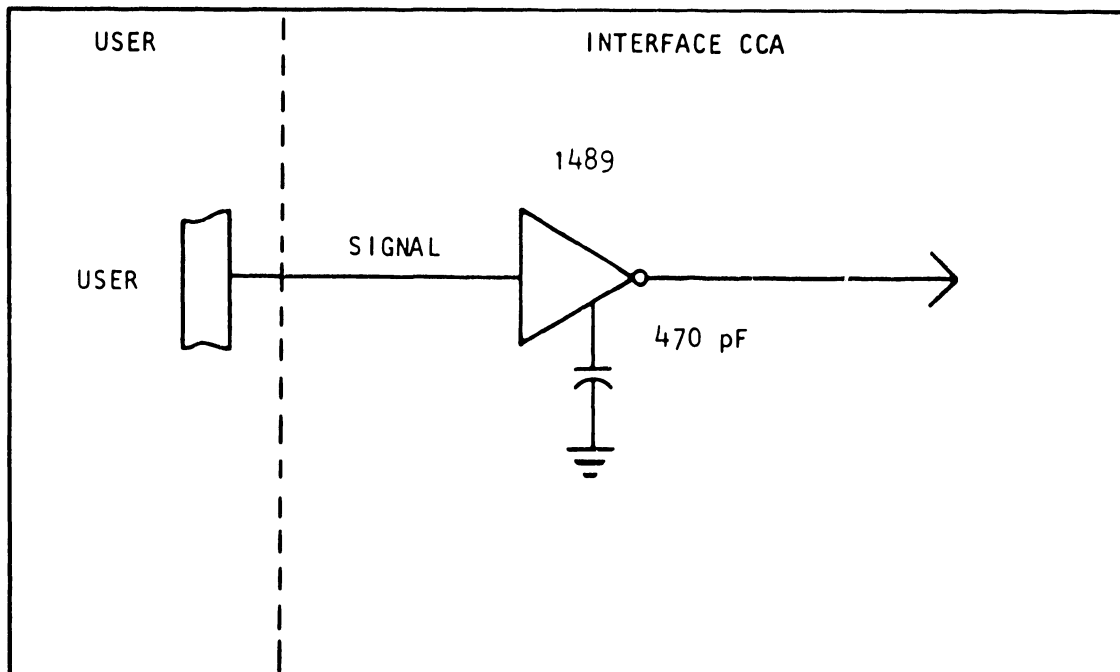 USER
INTERFACE CCA
1489
SIGNAL
USER
470 pF